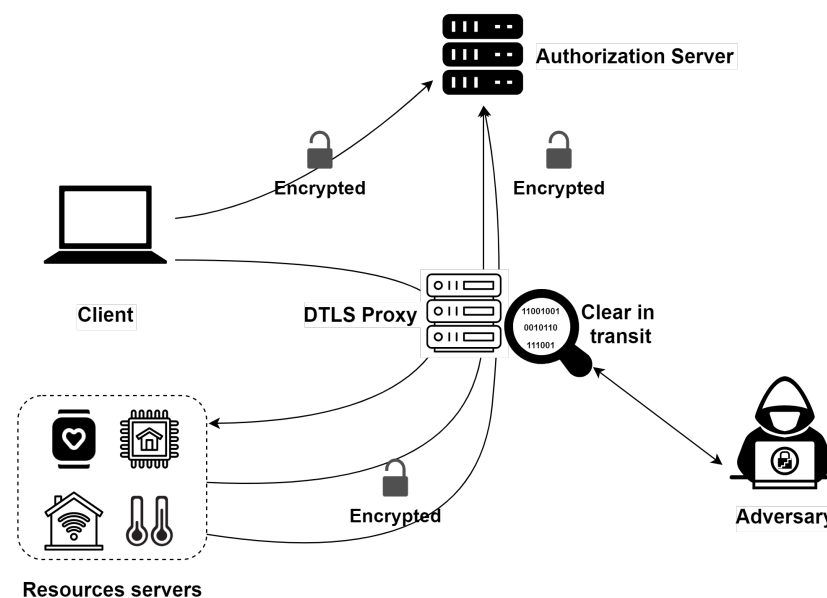 Authorization Server
Encrypted
Encrypted
Client
DTLS Proxy
11001001
0010110
111001
Clear in
transit
Encrypted
Adversary
Resources servers